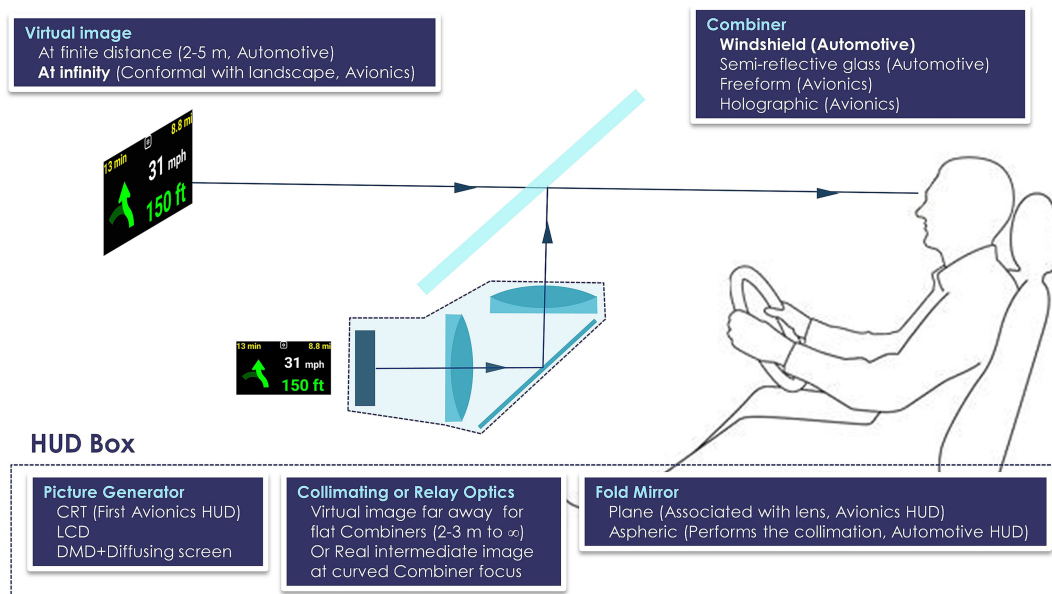 Virtual image
At finite distance (2-5 m, Automotive)
At infinity (Conformal with landscape, Avionics)
Combiner
Windshield (Automotive)
Semi-reflective glass (Automotive)
Freeform (Avionics)
Holographic (Avionics)
13 min 8.8 mi
31 mph
150 ft
13 min 8.8 mi
31 mph
150 ft
HUD Box
Picture Generator
CRT (First Avionics HUD)
LCD
DMD+Diffusing screen
Collimating or Relay Optics
Virtual image far away for
flat Combiners (2-3 m to ∞)
Or Real intermediate image
at curved Combiner focus
Fold Mirror
Plane (Associated with lens, Avionics HUD)
Aspheric (Performs the collimation, Automotive HUD)